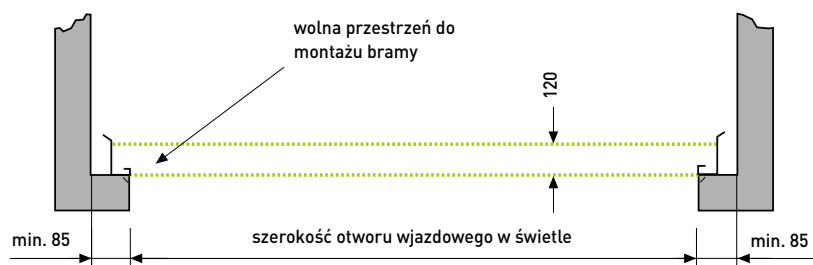 wolna przestrzeń do
montażu bramy
120
min. 85
szerokość otworu wjazdowego w świetle
min. 85